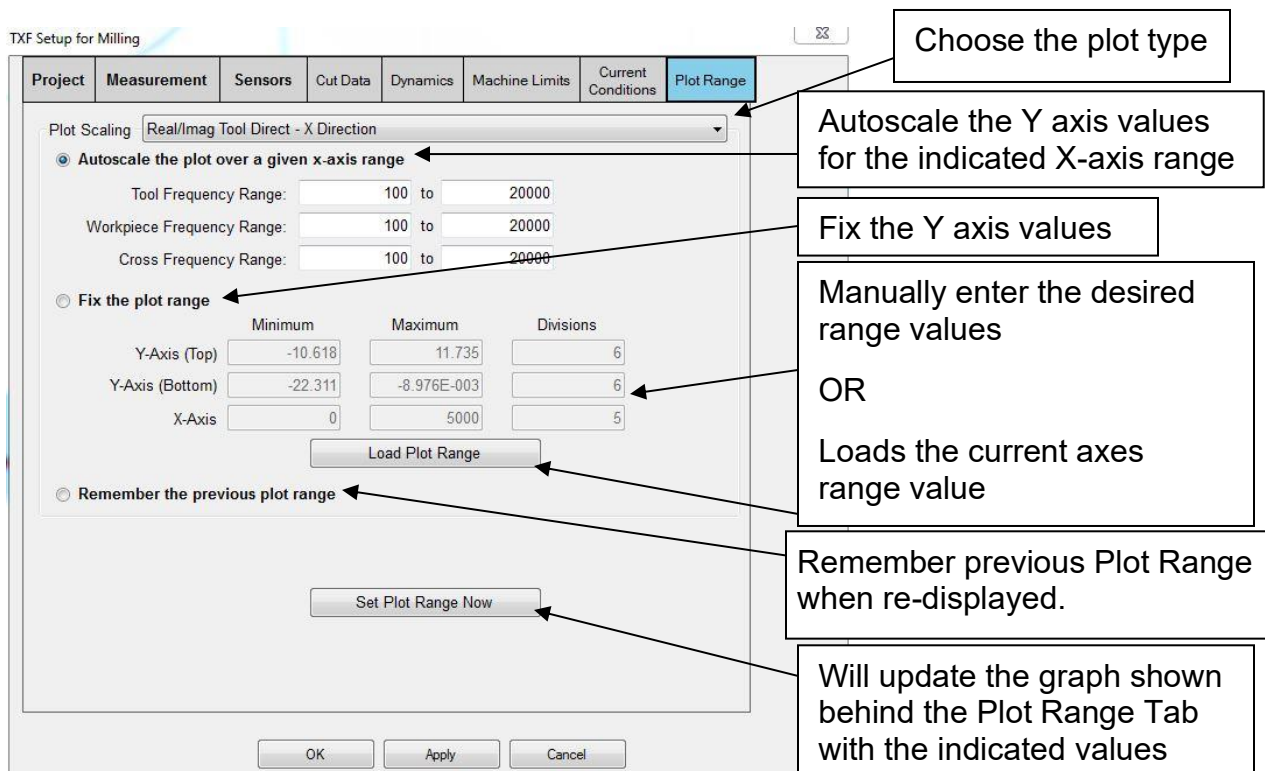 TXF Setup for Milling
Project Measurement Sensors Cut Data Dynamics Machine Limits Current Conditions Plot Range
Plot Scaling Real/Imag Tool Direct - X Direction
Autoscale the plot over a given x-axis range
Tool Frequency Range: 100 to 20000
Workpiece Frequency Range: 100 to 20000
Cross Frequency Range: 100 to 20000
Fix the plot range
Minimum Maximum Divisions
Y-Axis (Top) -10.618 11.735 6
Y-Axis (Bottom) -22.311 -8.976E-003 6
X-Axis 0 5000 5
Load Plot Range
Remember the previous plot range
Set Plot Range Now
OK Apply Cancel
Choose the plot type
Autoscale the Y axis values
for the indicated X-axis range
Fix the Y axis values
Manually enter the desired
range values
OR
Loads the current axes
range value
Remember previous Plot Range
when re-displayed.
Will update the graph shown
behind the Plot Range Tab
with the indicated values